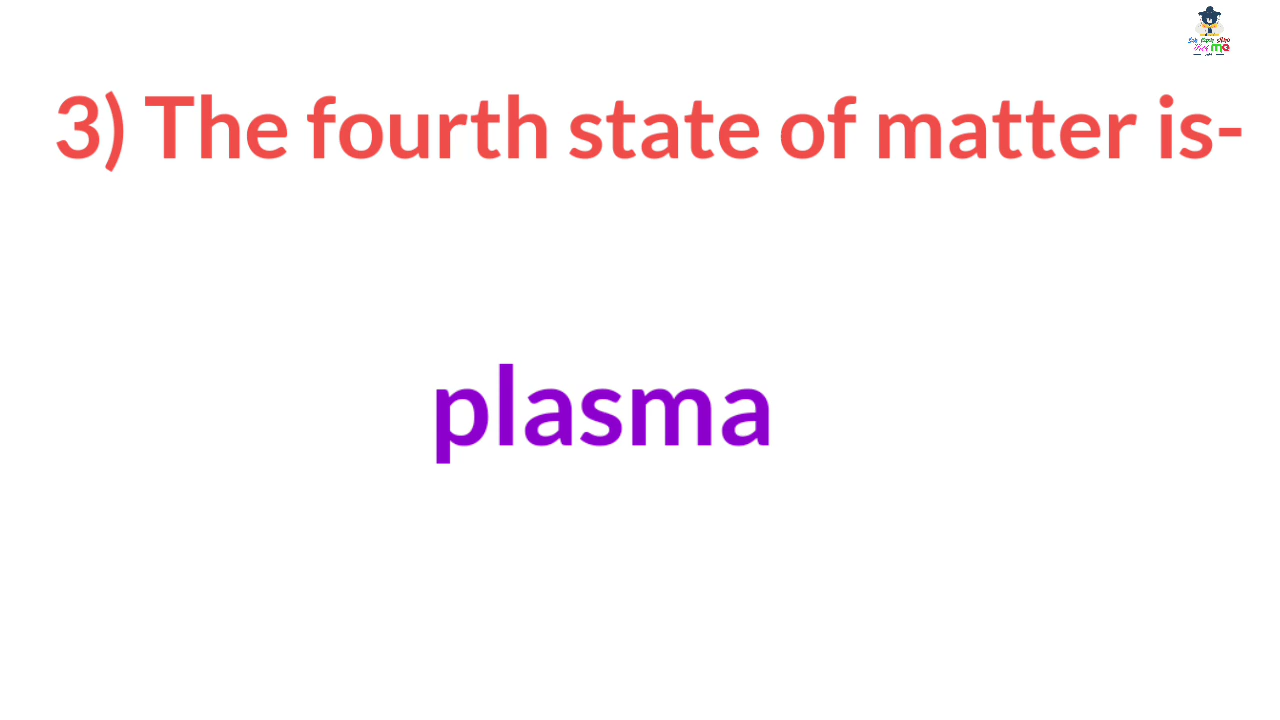 3) The fourth state of matter is-
plasma